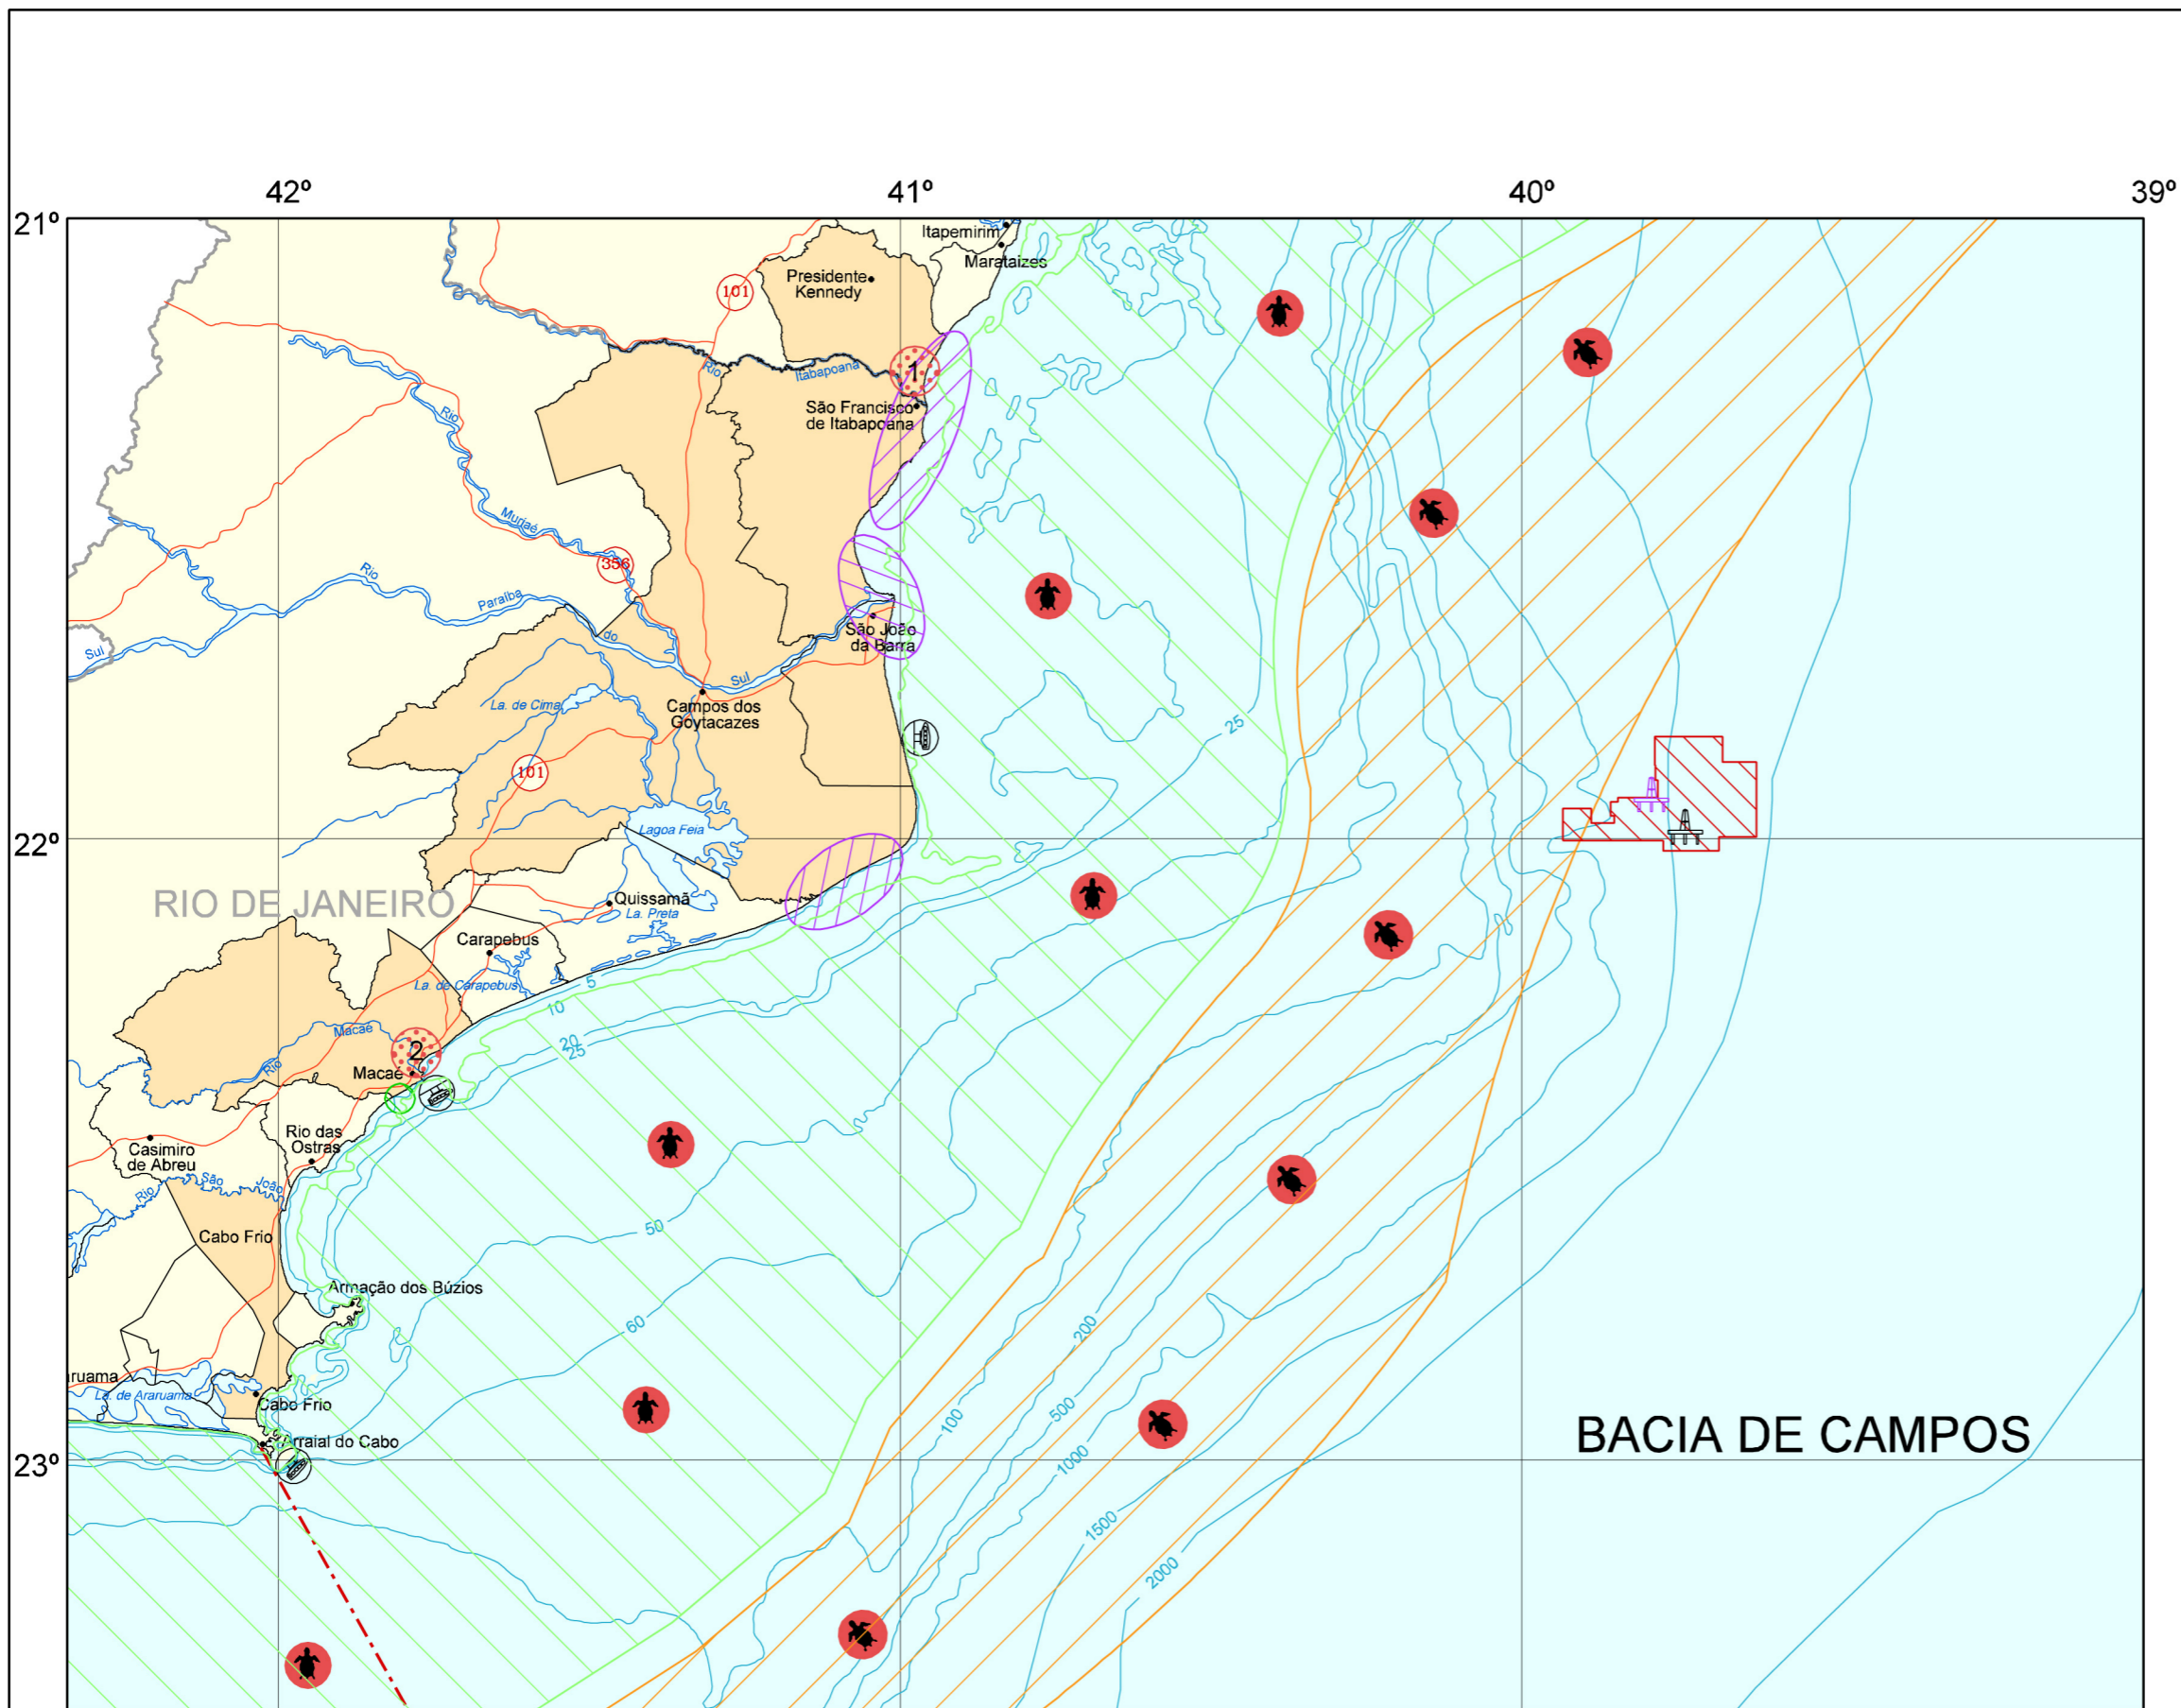 42º
41º
40º
39º
21º
Itapemirim
Marataizes
Presidente
Kennedy
101
1
Rio
Itabapoana
São Francisco
de Itabapoana
Rio
Muriaé
356
Rio
Paraíba
do
Sul
Sul
São João
da Barra
La. de Cima
Campos dos
Goytacazes
25
101
Lagoa Feia
22º
RIO DE JANEIRO
Quissamã
La. Preta
Carapebus
La. de Carapebus
5
10
20
25
Macaé
Rio
2
Macaé
Rio das
Ostras
Casimiro
de Abreu
Rio
São
João
50
Cabo Frio
Armação dos Búzios
60
200
ruama
La. de Araruama
Cabo Frio
100
500
BACIA DE CAMPOS
rraial do Cabo
23º
1000
1500
2000